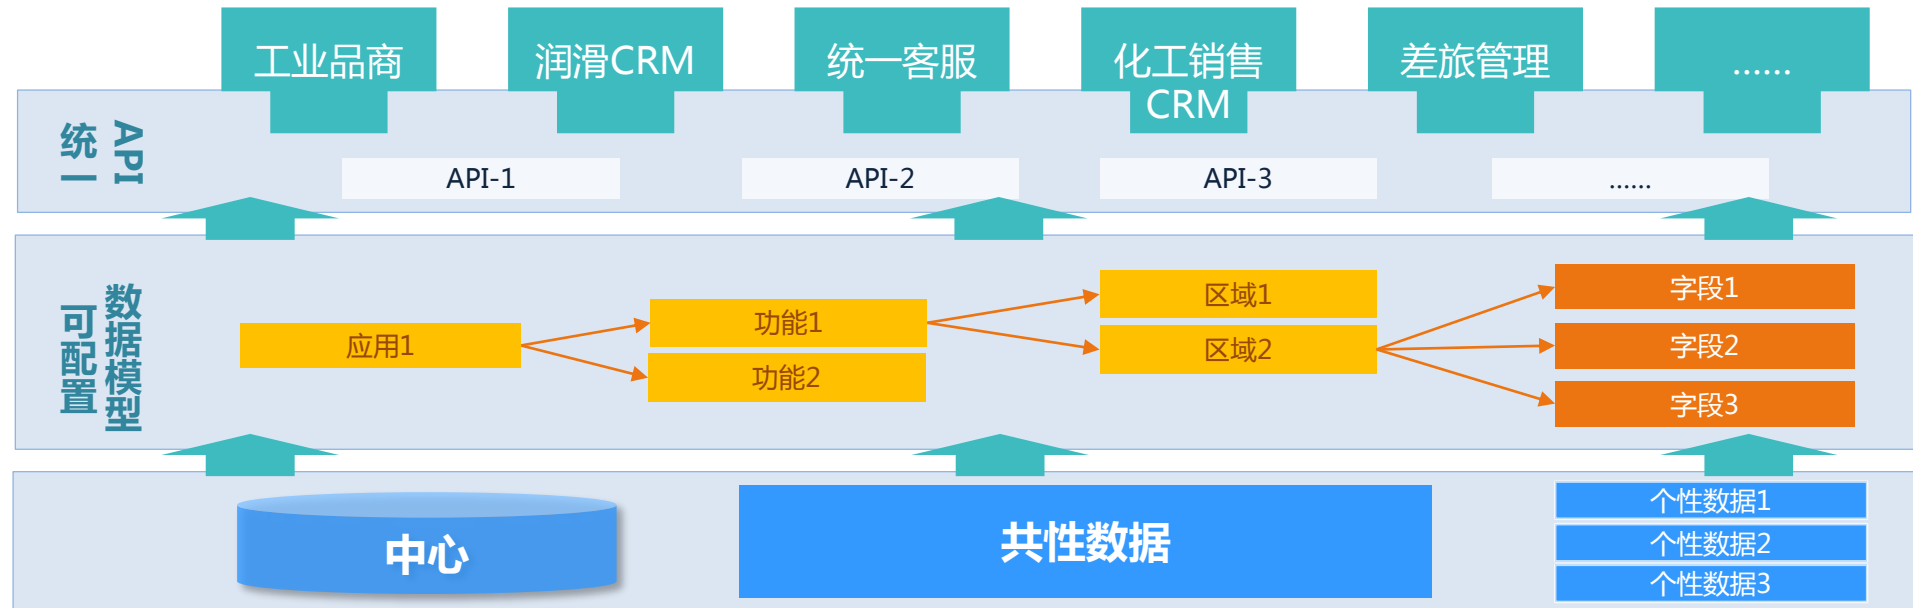 工业品商
润滑CRM
统一客服
化工销售
CRM
差旅管理
......
统一
API
API-1
API-2
API-3
......
可配置
数据模型
应用1
功能1
功能2
区域1
区域2
字段1
字段2
字段3
中心
共性数据
个性数据1
个性数据2
个性数据3